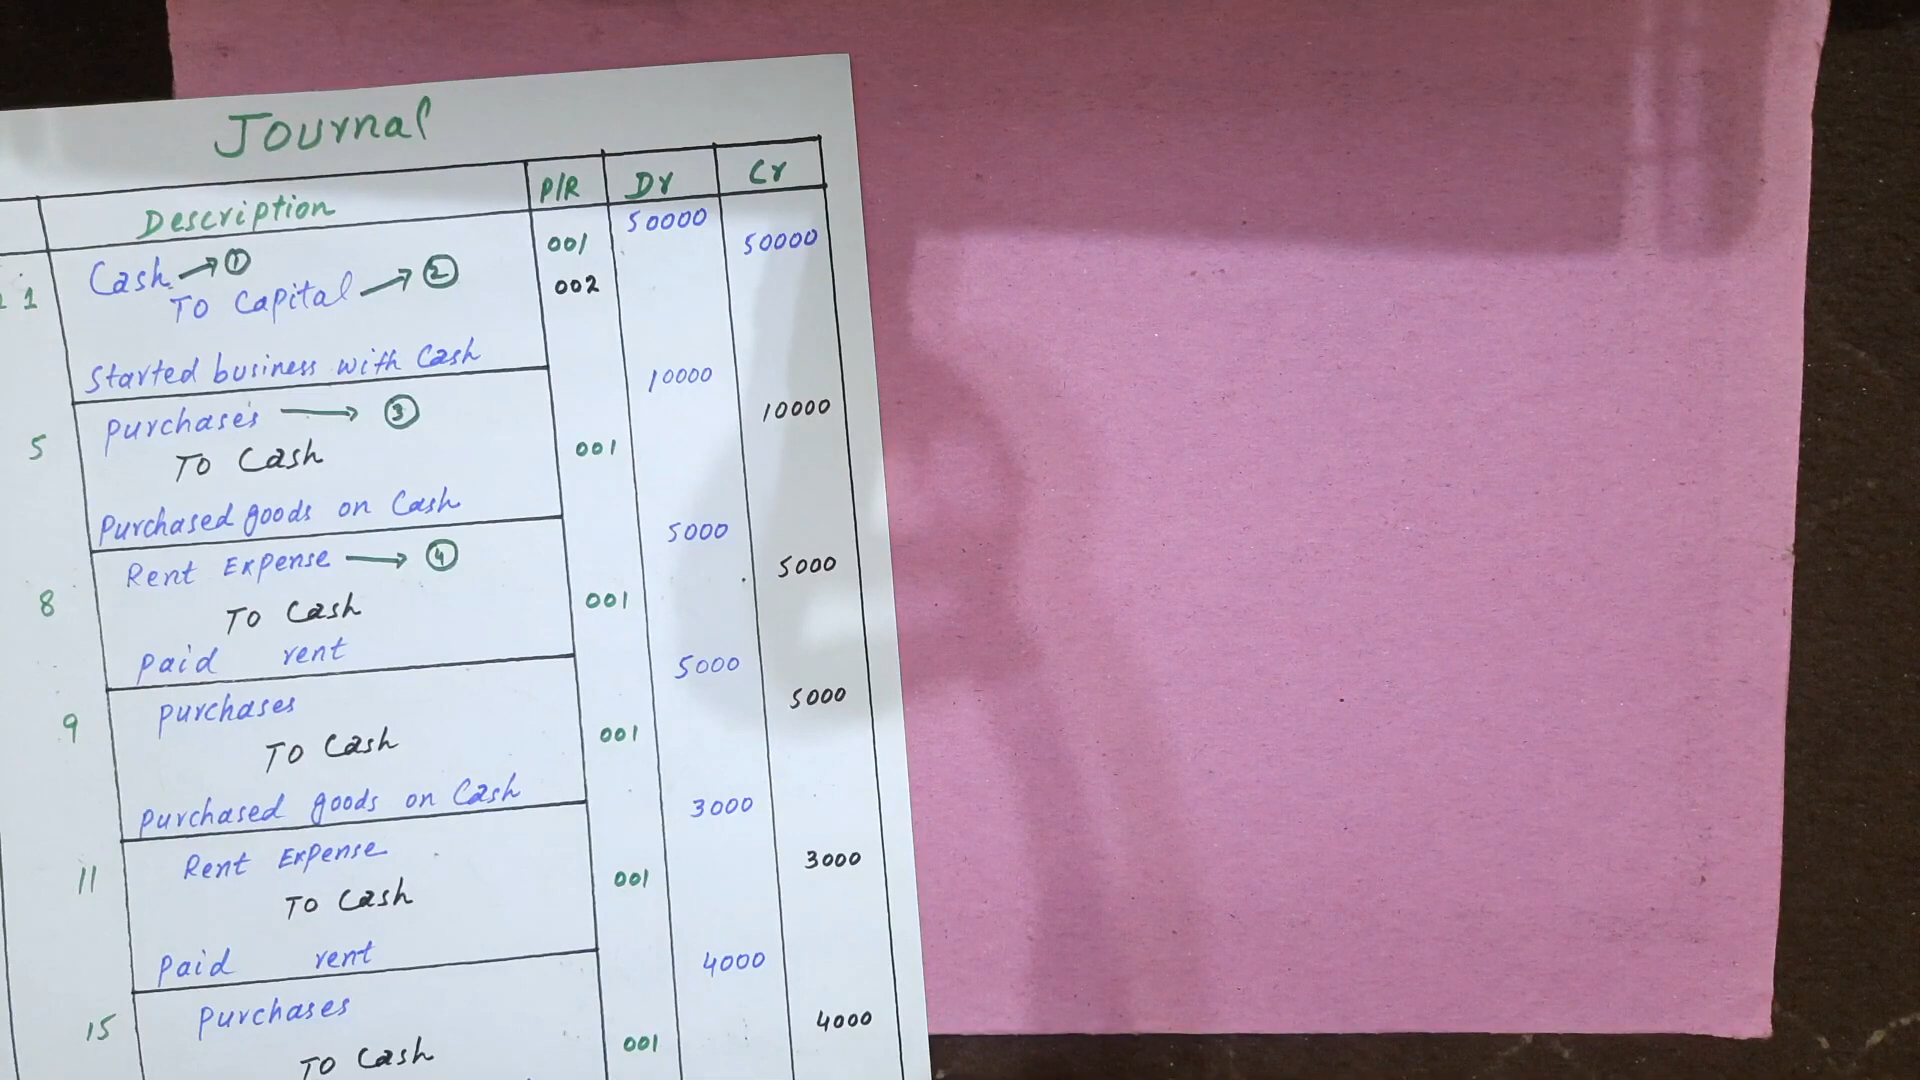 Journal
Description P/R Dr Cr
1 Cash → ① 001 50000
To Capital → ② 002 50000
Started business with Cash
5 Purchases → ③ 10000
To Cash 001 10000
Purchased goods on Cash
8 Rent Expense → ④ 5000
To Cash 001 5000
Paid rent
9 Purchases 5000
To Cash 001 5000
Purchased goods on Cash
11 Rent Expense 3000
To Cash 001 3000
Paid rent
15 Purchases 4000
To Cash 001 4000